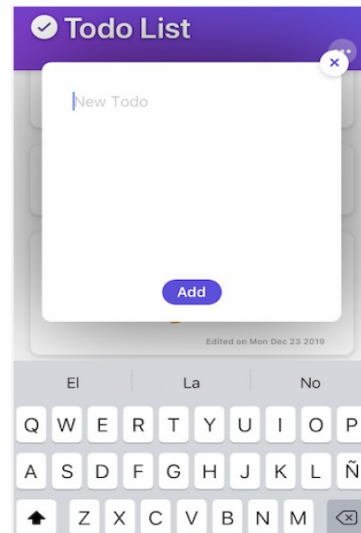 Todo List
New Todo
Add
Edited on Mon Dec 23 2019
El La No
Q W E R T Y U I O P
A S D F G H J K L Ñ
Z X C V B N M